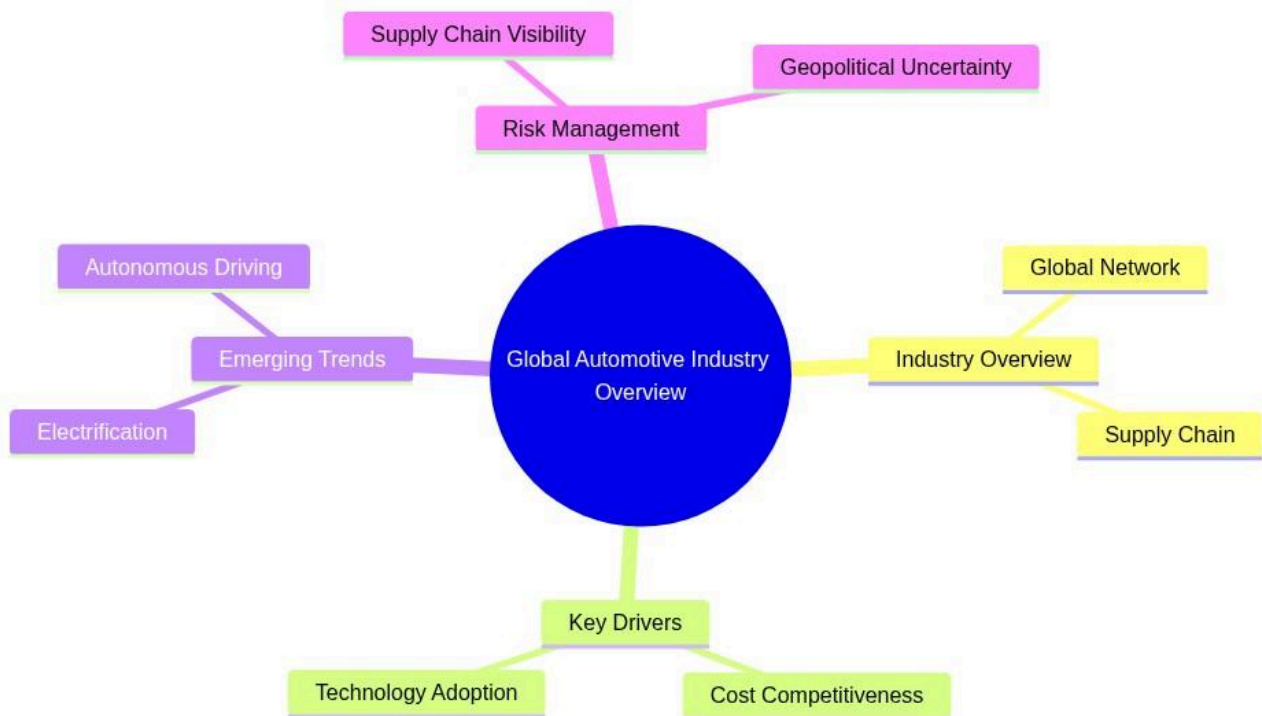 Supply Chain Visibility
Geopolitical Uncertainty
Risk Management
Autonomous Driving
Global Network
Emerging Trends
Global Automotive Industry
Overview
Industry Overview
Electrification
Supply Chain
Key Drivers
Technology Adoption
Cost Competitiveness